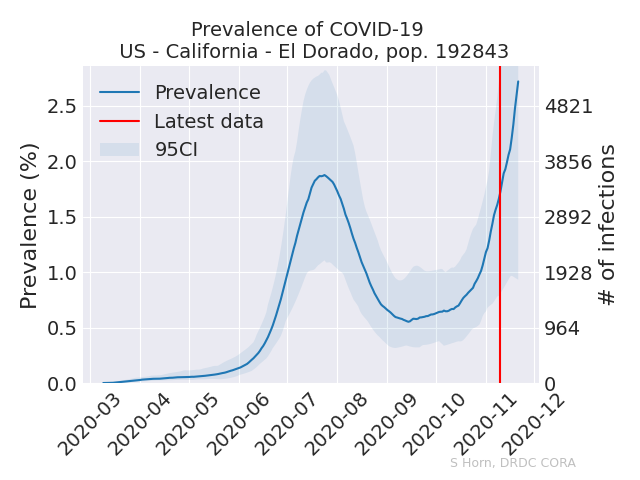 Prevalence of COVID-19
US - California - El Dorado, pop. 192843
Prevalence
Latest data
95CI
Prevalence (%)
2.5
2.0
1.5
1.0
0.5
0.0
4821
3856
2892
1928
964
0
# of infections
2020-03
2020-04
2020-05
2020-06
2020-07
2020-08
2020-09
2020-10
2020-11
2020-12
S Horn, DRDC CORA